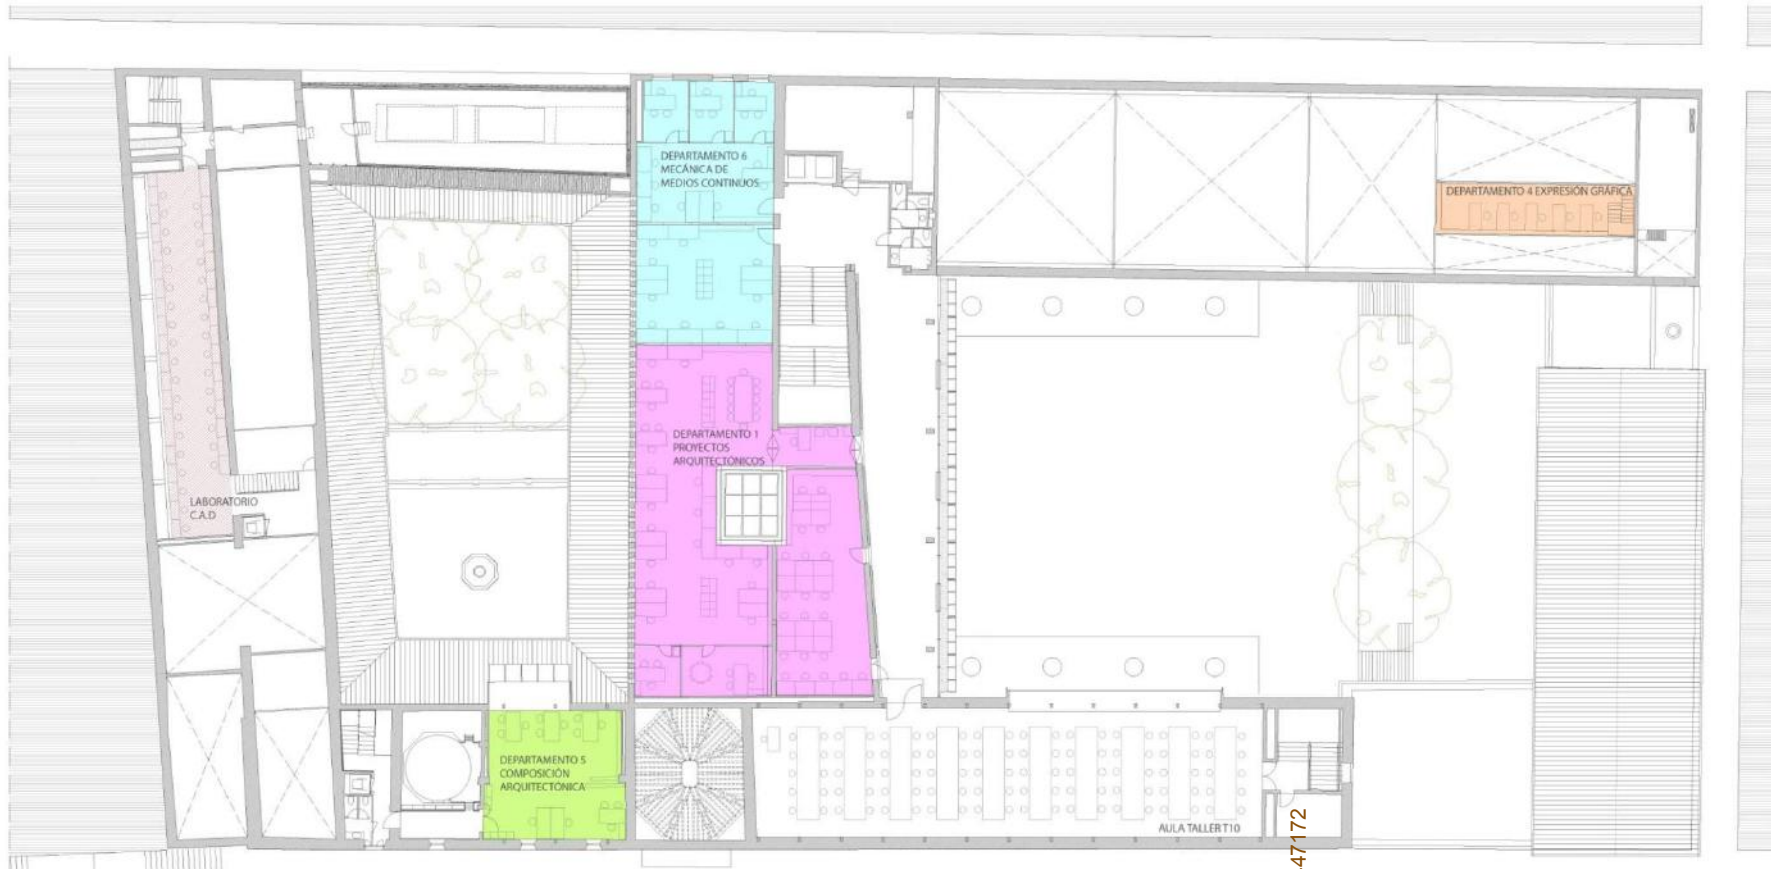 DEPARTAMENTO 6
MECÁNICA DE
MEDIOS CONTINUOS
DEPARTAMENTO 4 EXPRESIÓN GRÁFICA
DEPARTAMENTO 1
PROYECTOS
ARQUITECTÓNICOS
LABORATORIO
C.A.D
DEPARTAMENTO 5
COMPOSICIÓN
ARQUITECTÓNICA
AULA TALLER T10
47172